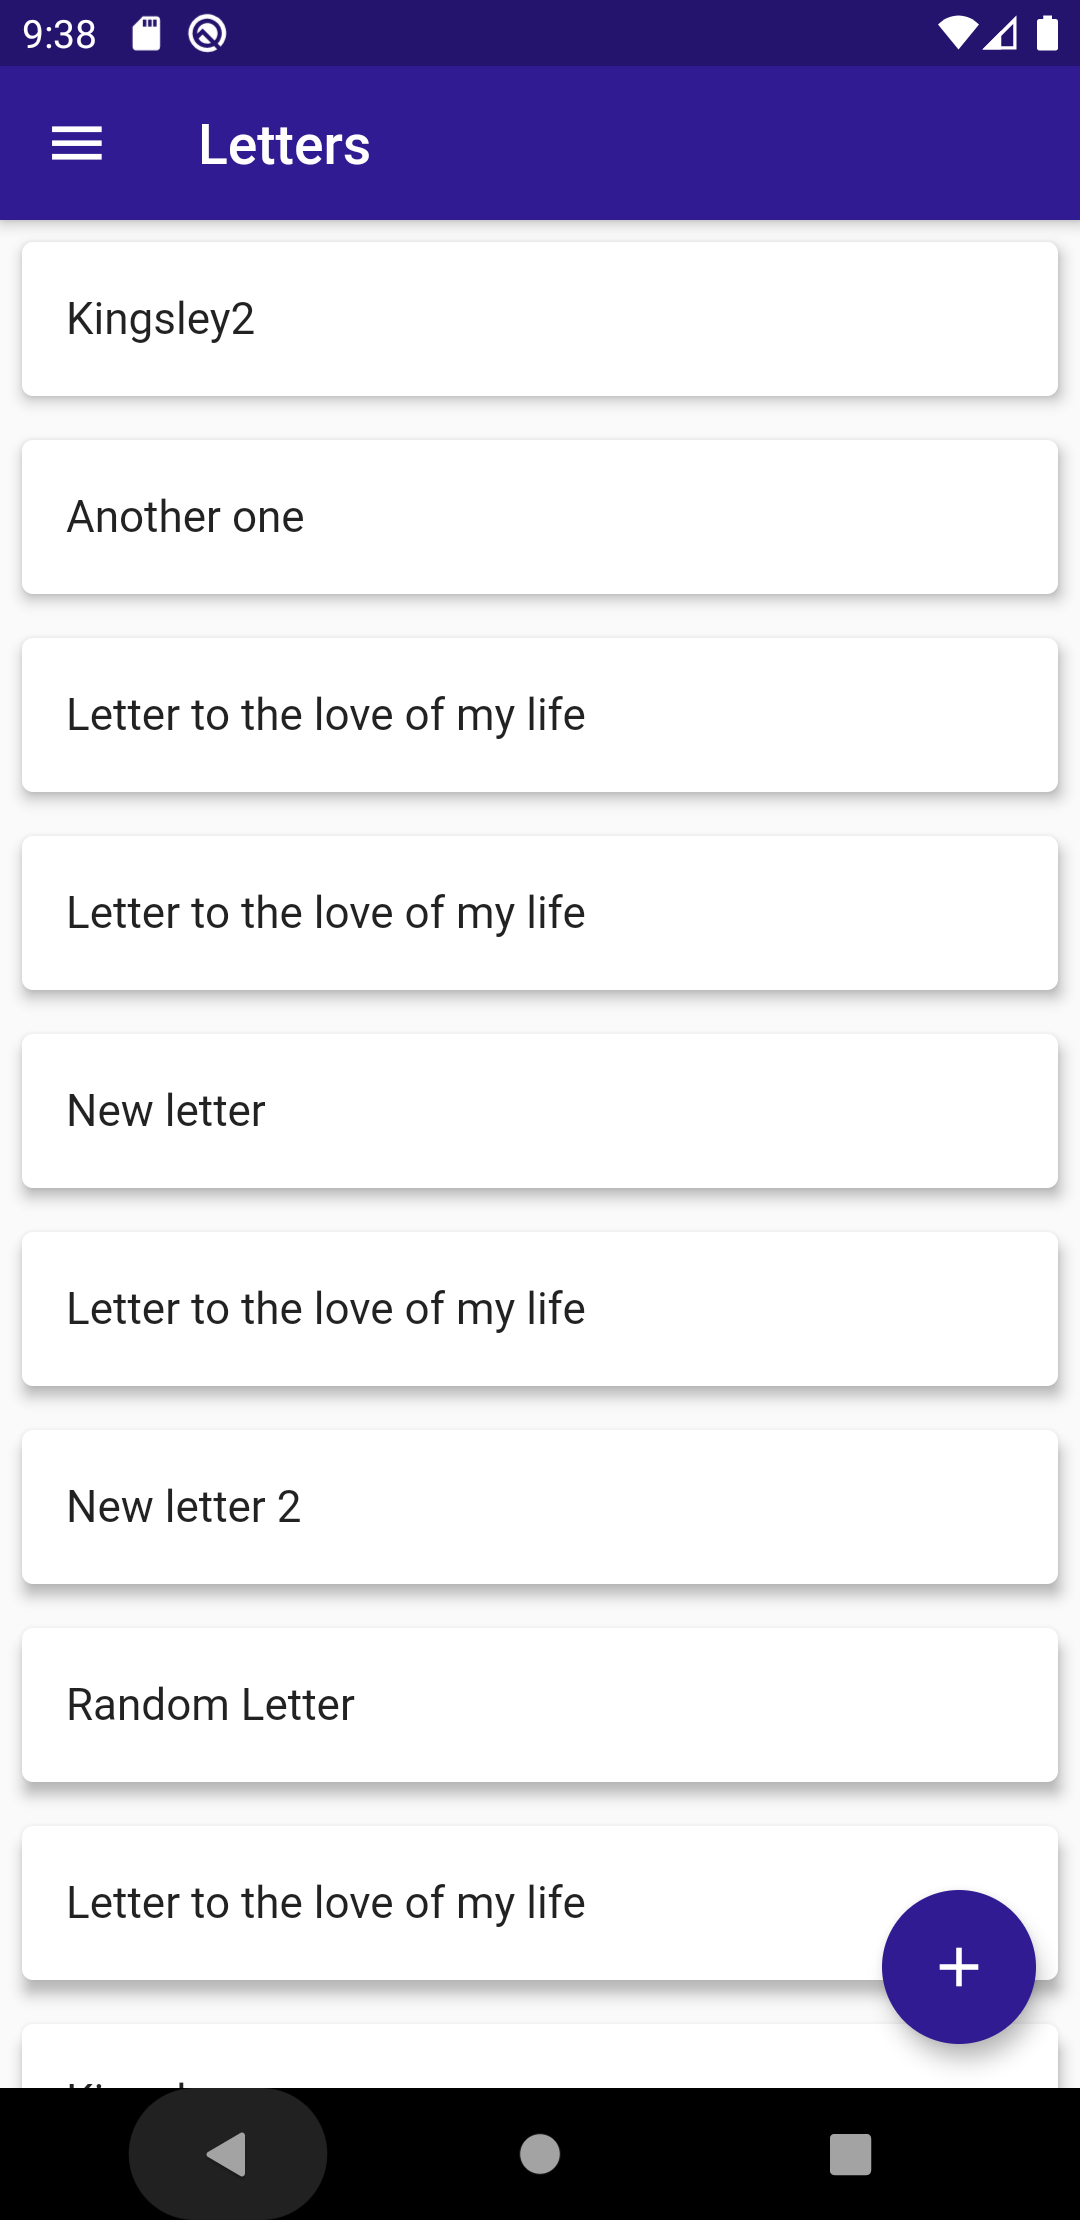 9:38
Letters
Kingsley2
Another one
Letter to the love of my life
Letter to the love of my life
New letter
Letter to the love of my life
New letter 2
Random Letter
Letter to the love of my life